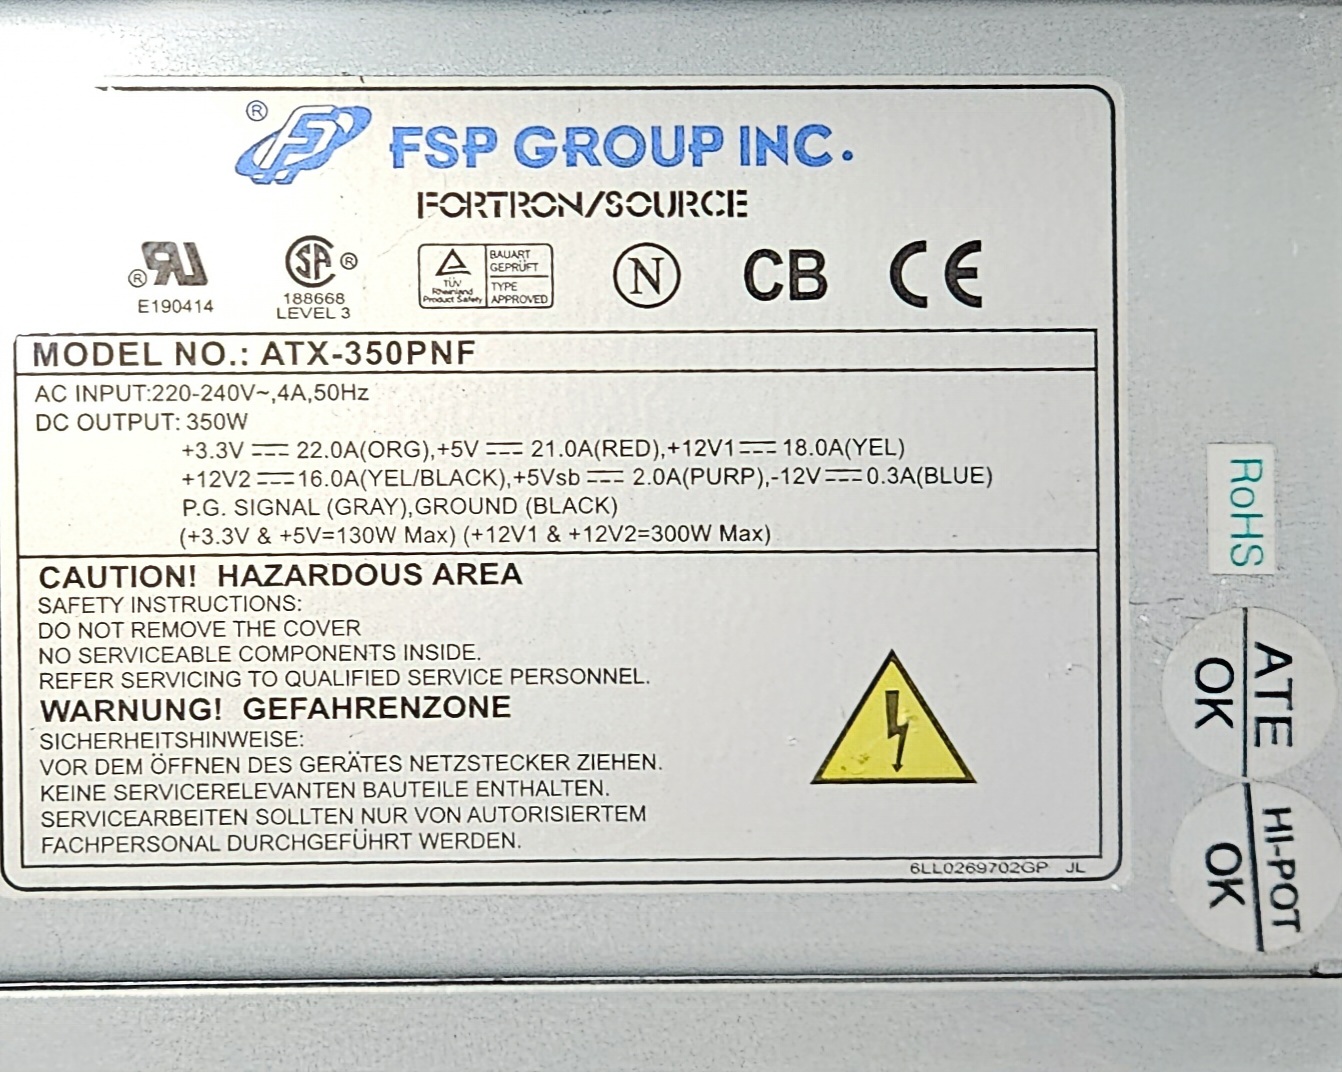 ®
FSP GROUP INC.
FORTRON/SOURCE
®
E190414
SA ®
188668
LEVEL 3
TÜV
Rheinland
Product Safety
BAUART
GEPRÜFT
TYPE
APPROVED
N
CB
CE
MODEL NO.: ATX-350PNF
AC INPUT:220-240V~,4A,50Hz
DC OUTPUT: 350W
+3.3V ⎓ 22.0A(ORG),+5V ⎓ 21.0A(RED),+12V1⎓ 18.0A(YEL)
+12V2 ⎓16.0A(YEL/BLACK),+5Vsb ⎓ 2.0A(PURP),-12V⎓0.3A(BLUE)
P.G. SIGNAL (GRAY),GROUND (BLACK)
(+3.3V & +5V=130W Max) (+12V1 & +12V2=300W Max)
CAUTION! HAZARDOUS AREA
SAFETY INSTRUCTIONS:
DO NOT REMOVE THE COVER
NO SERVICEABLE COMPONENTS INSIDE.
REFER SERVICING TO QUALIFIED SERVICE PERSONNEL.
WARNUNG! GEFAHRENZONE
SICHERHEITSHINWEISE:
VOR DEM ÖFFNEN DES GERÄTES NETZSTECKER ZIEHEN.
KEINE SERVICERELEVANTEN BAUTEILE ENTHALTEN.
SERVICEARBEITEN SOLLTEN NUR VON AUTORISIERTEM
FACHPERSONAL DURCHGEFÜHRT WERDEN.
6LL0269702GP JL
RoHS
ATE
OK
HI-POT
OK